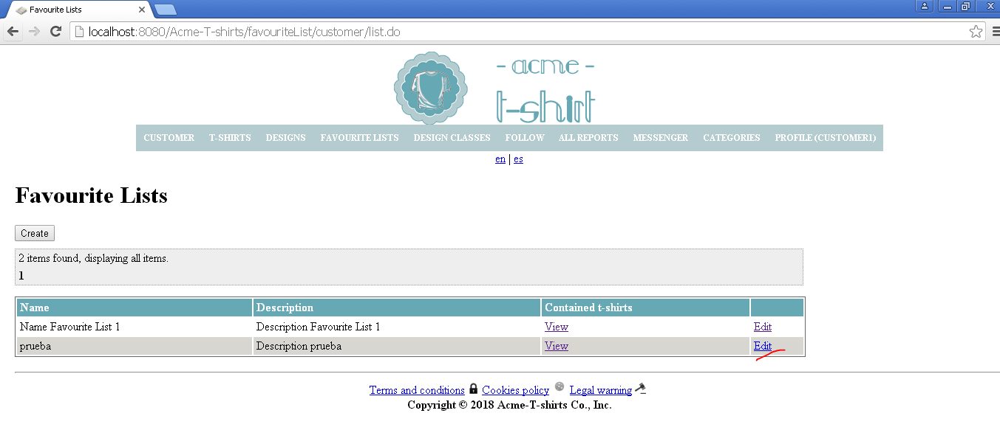 Favourite Lists
localhost:8080/Acme-T-shirts/favouriteList/customer/list.do
- acme -
t-shirt
CUSTOMER T-SHIRTS DESIGNS FAVOURITE LISTS DESIGN CLASSES FOLLOW ALL REPORTS MESSENGER CATEGORIES PROFILE (CUSTOMER1)
en | es
Favourite Lists
Create
2 items found, displaying all items.
1
Name Description Contained t-shirts
Name Favourite List 1 Description Favourite List 1 View Edit
prueba Description prueba View Edit
Terms and conditions Cookies policy Legal warning
Copyright © 2018 Acme-T-shirts Co., Inc.